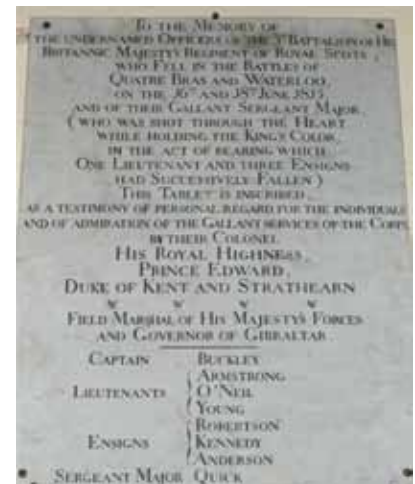 To the Memory of
the undernamed Officers of the 3d Battalion of His
Britannic Majesty's Regiment of Royal Scots,
who Fell in the Battles of
Quatre Bras and Waterloo,
on the 16th and 18th June 1815,
and of their Gallant Sergeant Major,
(who was shot through the Heart
while holding the King's Color,
in the act of bearing which
One Lieutenant and three Ensigns
had Successively Fallen)
This Tablet is inscribed,
as a testimony of personal regard for the individuals
and of admiration of the Gallant services of the Corps
by their Colonel
His Royal Highness,
Prince Edward,
Duke of Kent and Strathearn
Field Marshal of His Majesty's Forces
and Governor of Gibraltar
Captain Buckley
Armstrong
Lieutenants O'Neil
Young
Robertson
Ensigns Kennedy
Anderson
Sergeant Major Quick